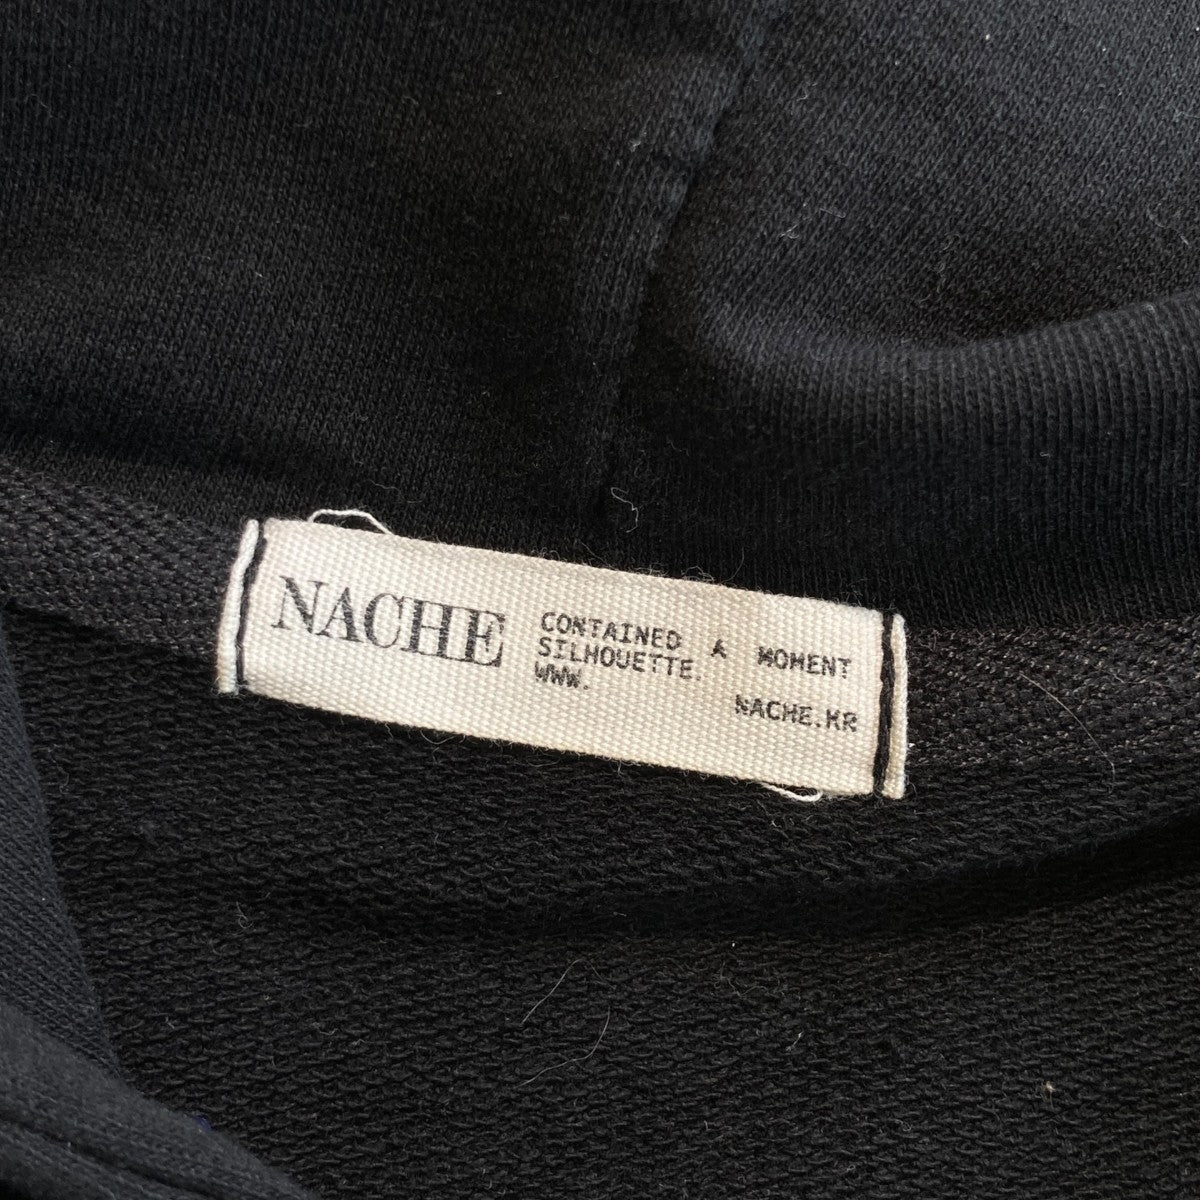 NACHE
CONTAINED A MOMENT
SILHOUETTE.
WWW. NACHE.KR